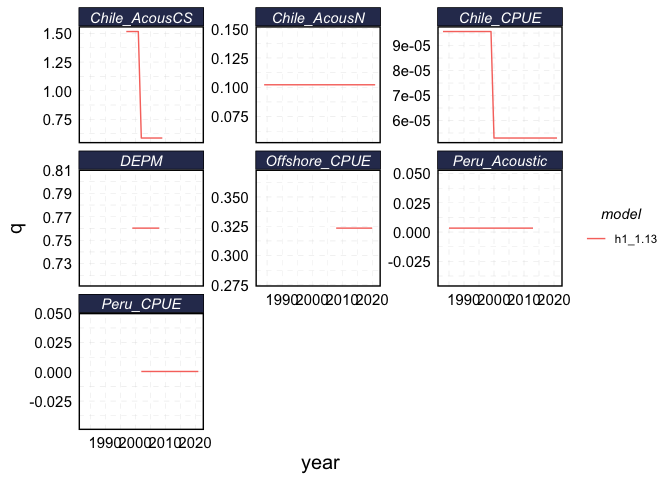 Chile_AcousCS
Chile_AcousN
Chile_CPUE
1.50
1.25
1.00
0.75
0.150
0.125
0.100
0.075
9e-05
8e-05
7e-05
6e-05
DEPM
Offshore_CPUE
Peru_Acoustic
0.81
0.79
0.77
0.76
0.75
0.73
0.350
0.325
0.300
0.275
0.050
0.025
0.000
-0.025
1990 2000 2010 2020
1990 2000 2010 2020
Peru_CPUE
0.050
0.025
0.000
-0.025
1990 2000 2010 2020
q
year
model
h1_1.13